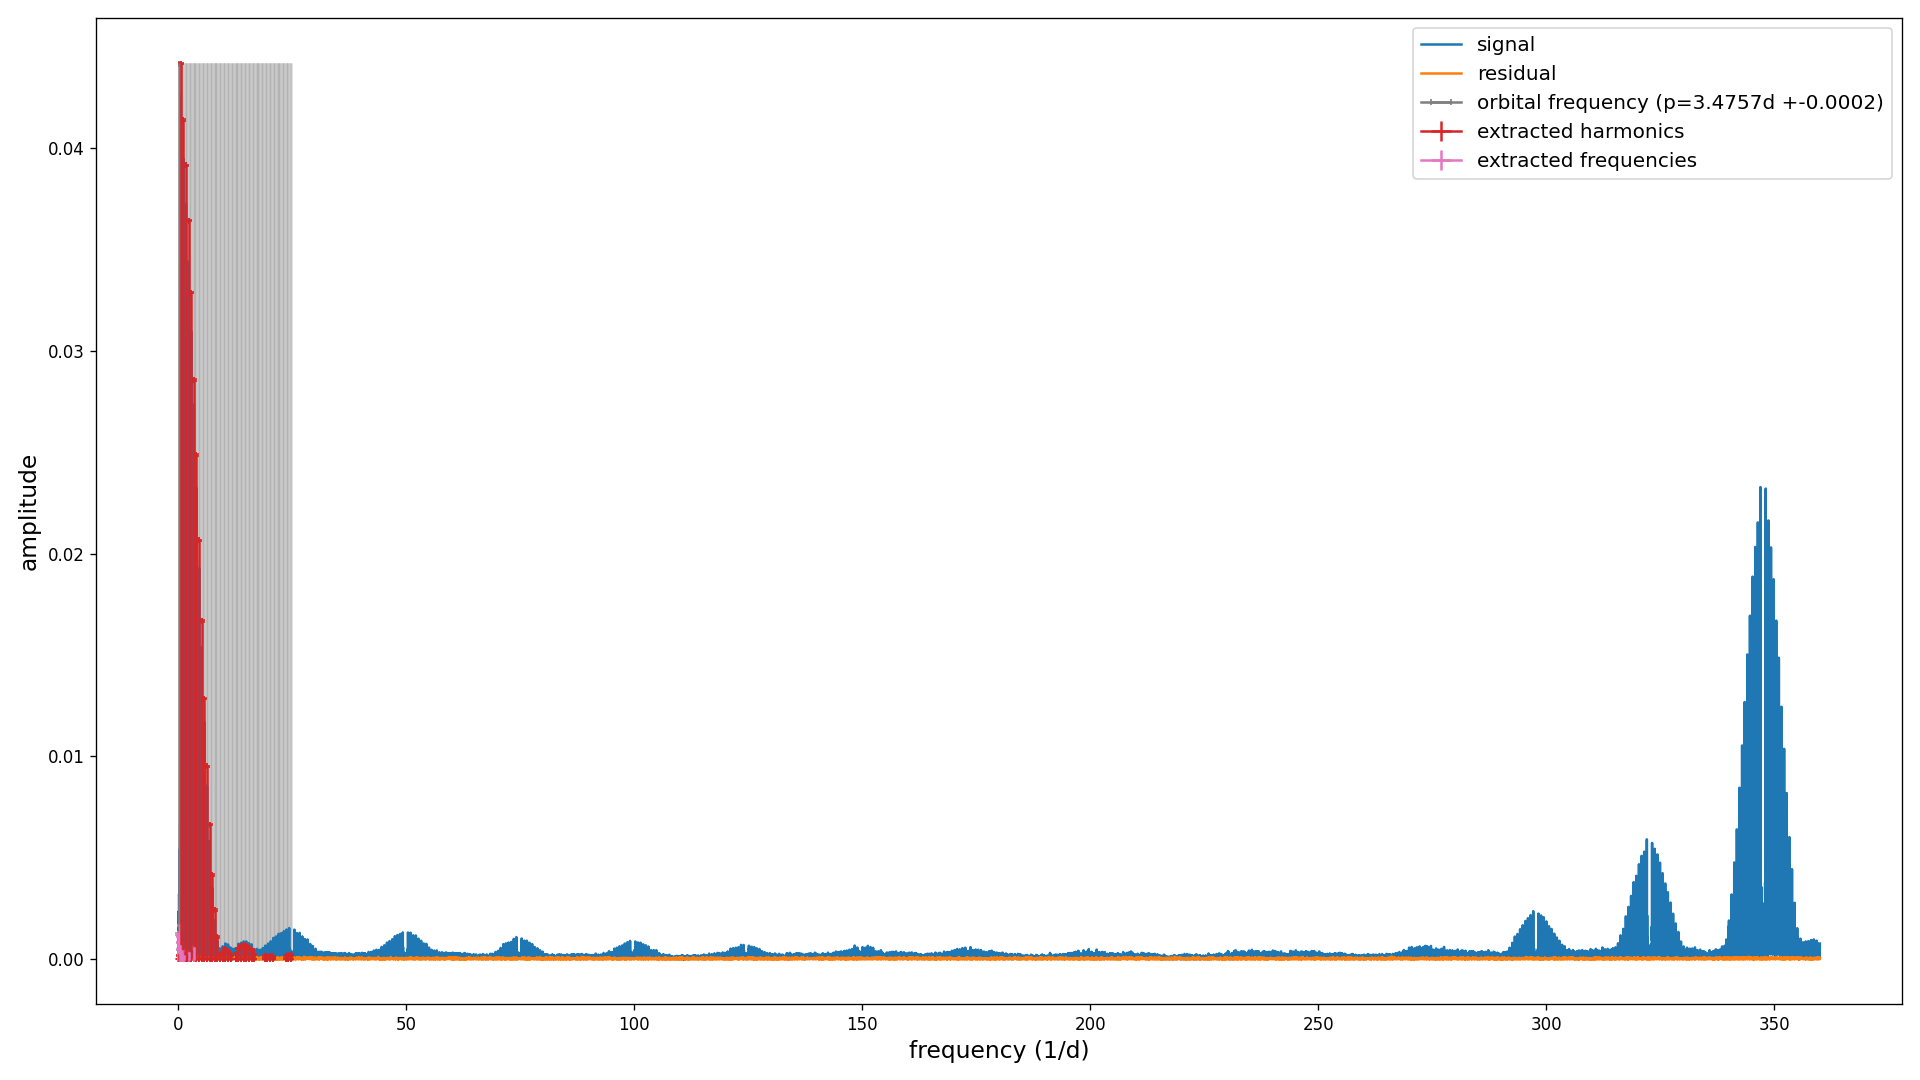 signal
residual
orbital frequency (p=3.4757d +-0.0002)
extracted harmonics
extracted frequencies
amplitude
0.04
0.03
0.02
0.01
0.00
0 50 100 150 200 250 300 350
frequency (1/d)